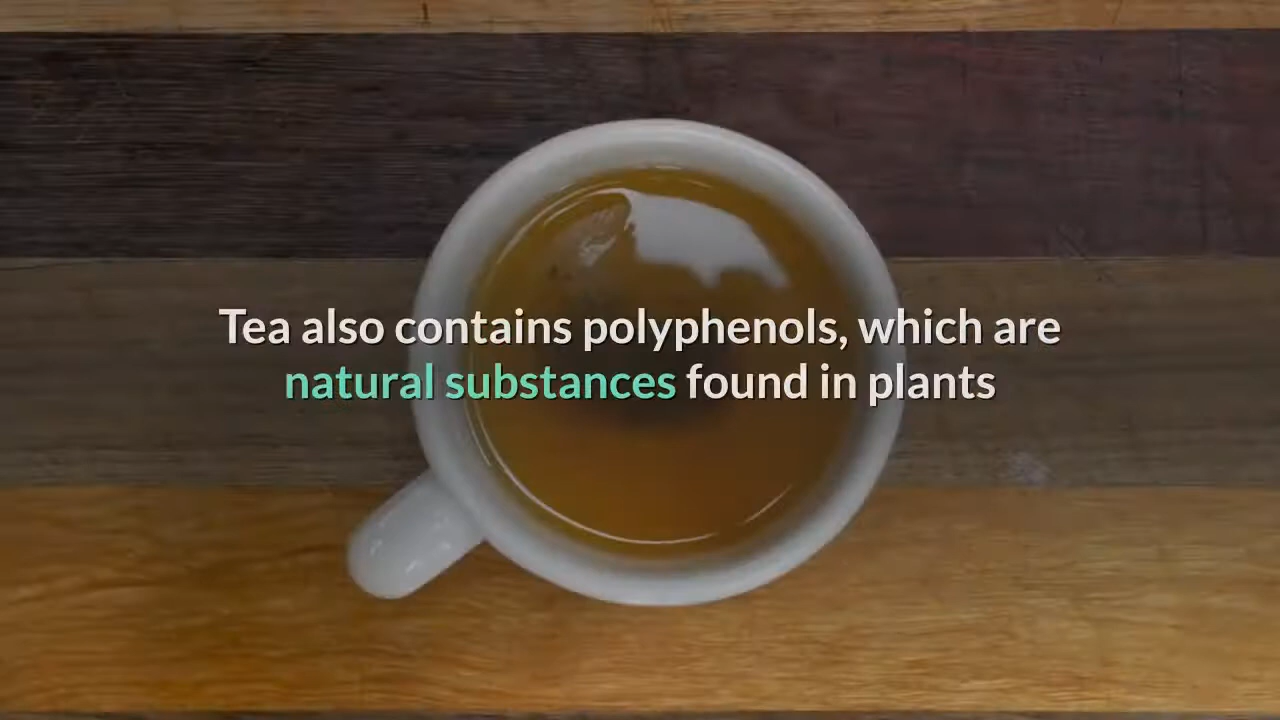 Tea also contains polyphenols, which are
natural substances found in plants